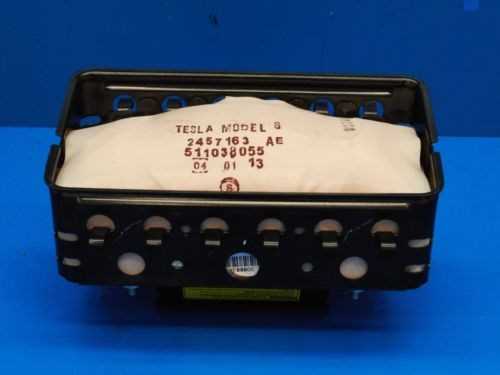 TESLA MODEL S
2457163 AE
511038055
04 01 13
S